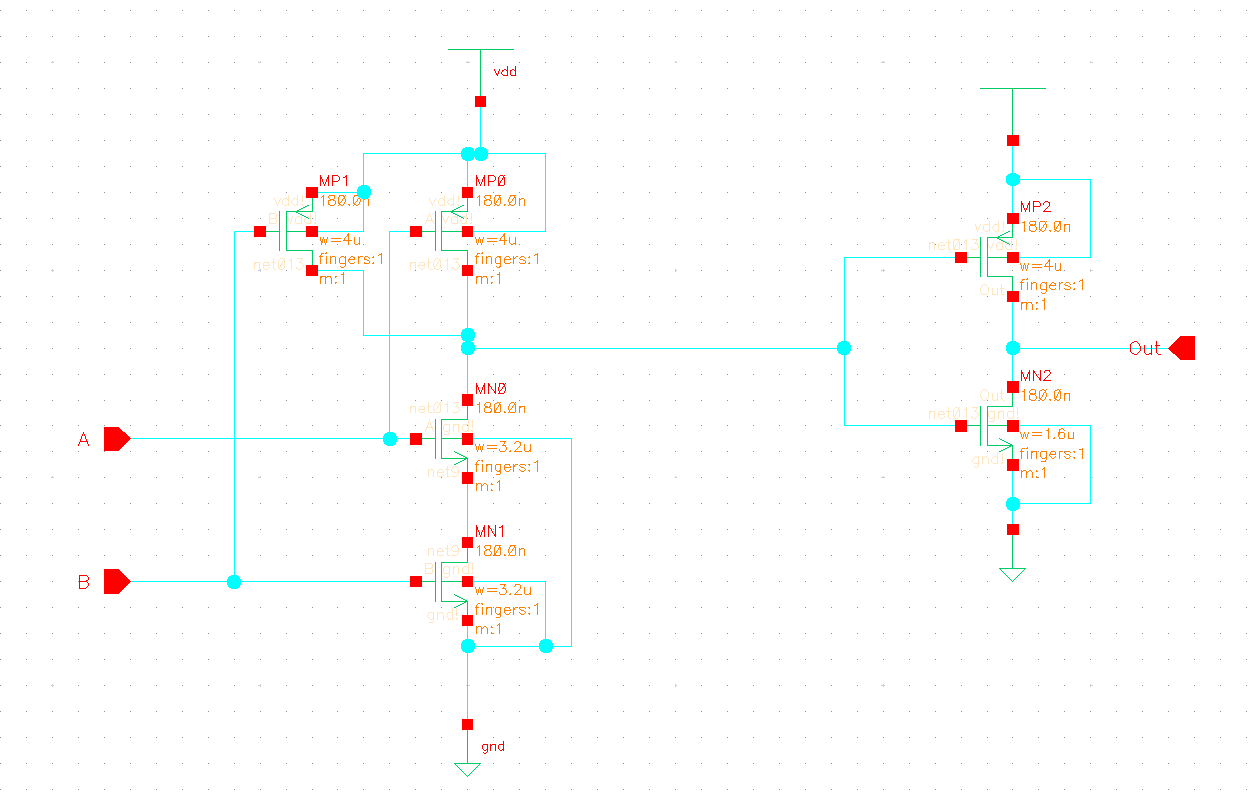 vdd
MP1
180.0n
vdd!
B vdd!
w=4u
fingers:1
net013
m:1
MP0
180.0n
vdd!
A vdd!
w=4u
fingers:1
net013
m:1
MP2
180.0n
vdd!
net013 vdd!
w=4u
fingers:1
Out
m:1
Out
MN0
180.0n
net013
A gnd!
w=3.2u
fingers:1
net9
m:1
MN2
180.0n
Out
net013 gnd!
w=1.6u
fingers:1
gnd!
m:1
A
MN1
180.0n
net9
B gnd!
w=3.2u
fingers:1
gnd!
m:1
B
gnd